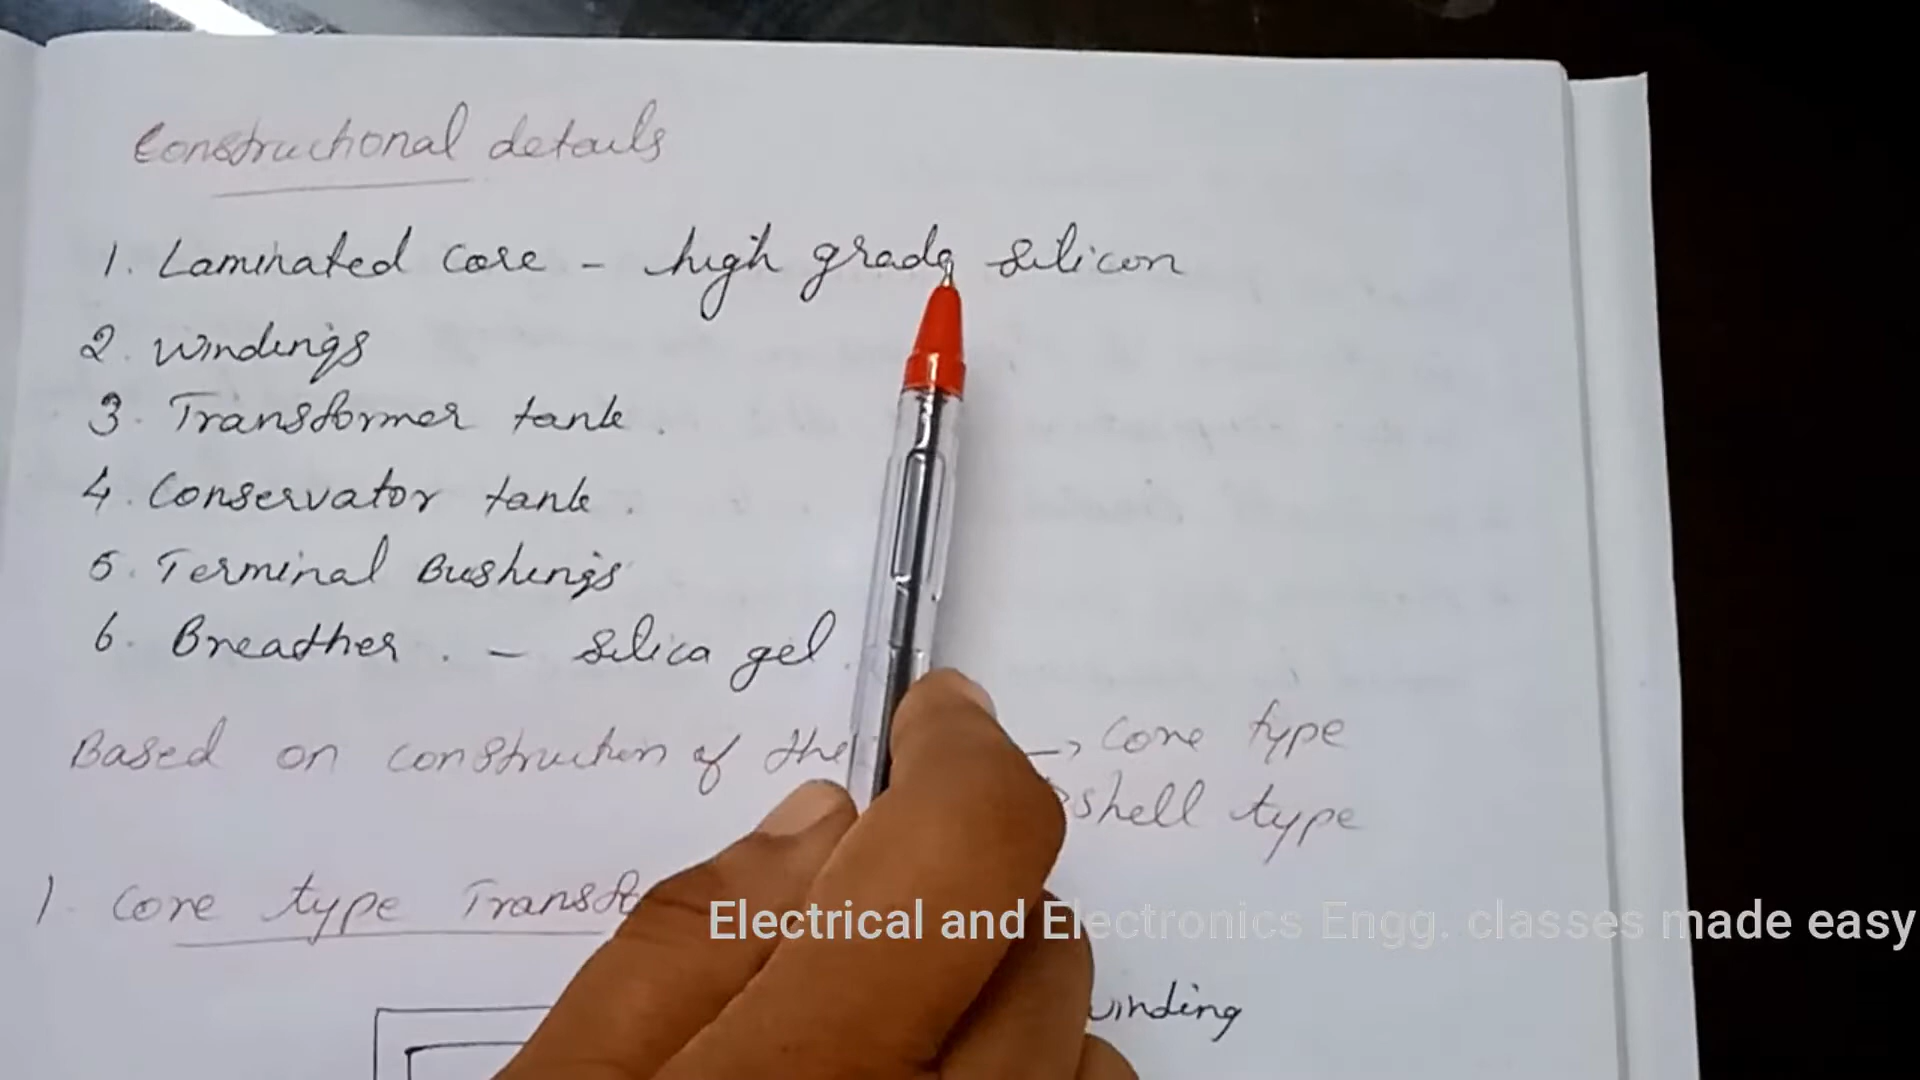 Constructional details
1. Laminated core - high grade silicon
2. Windings
3. Transformer tank.
4. Conservator tank.
5. Terminal Bushings
6. Breather. - Silica gel.
Based on construction of the → core type
shell type
1. Core type
Electrical and Electronics Engg. classes made easy
winding